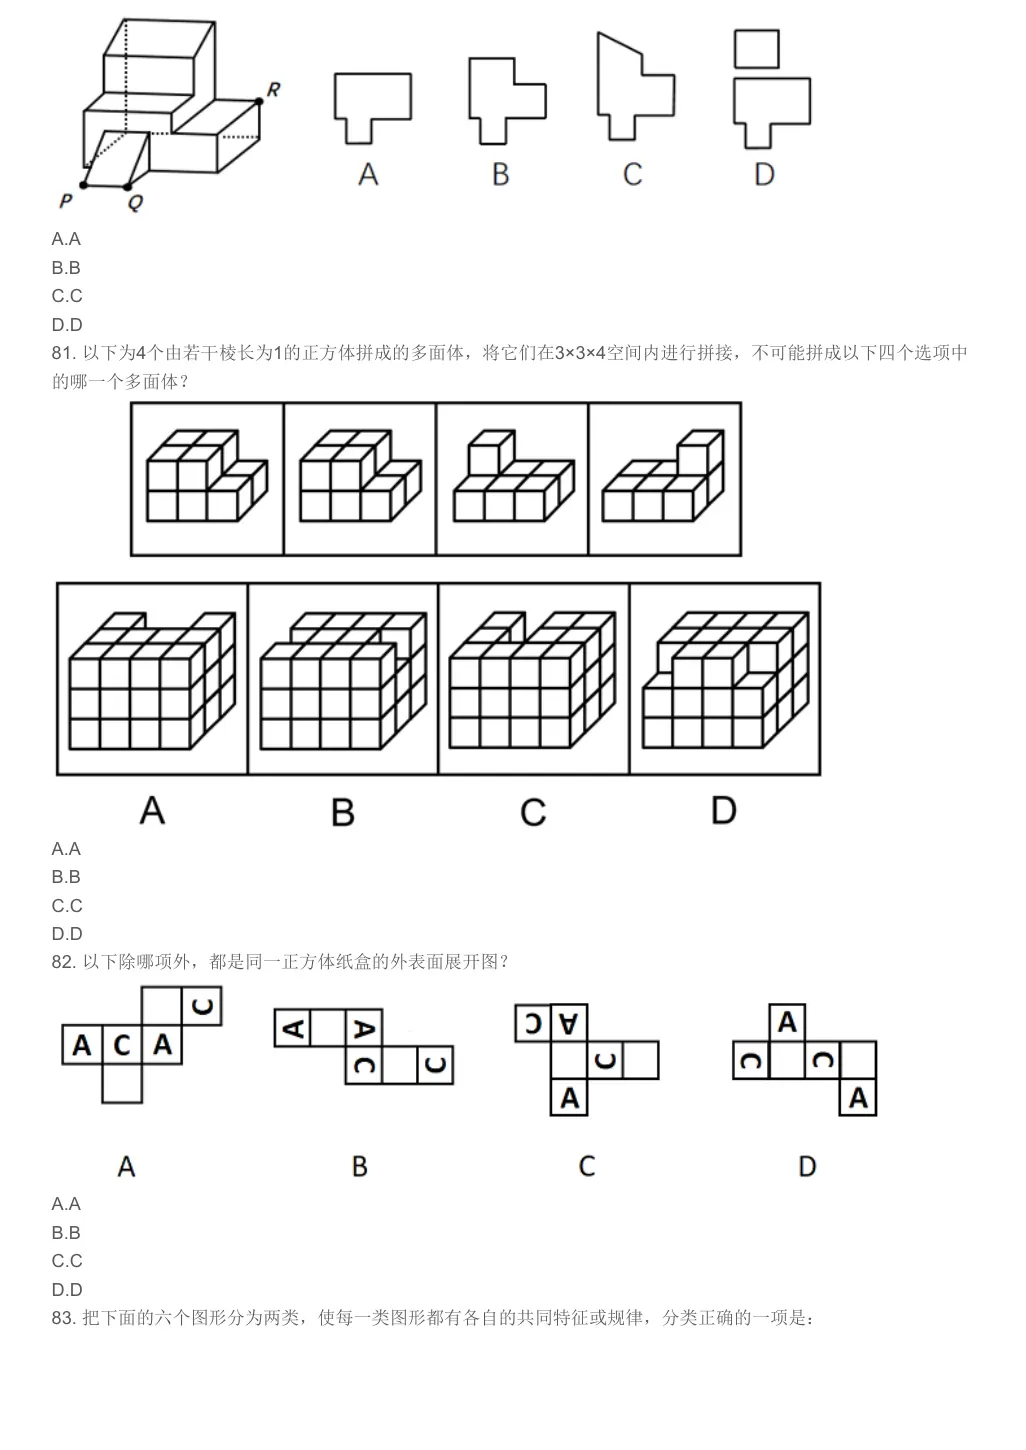 R
P
Q
A B C D
A.A
B.B
C.C
D.D
81. 以下为4个由若干棱长为1的正方体拼成的多面体，将它们在3×3×4空间内进行拼接，不可能拼成以下四个选项中
的哪一个多面体？
A B C D
A.A
B.B
C.C
D.D
82. 以下除哪项外，都是同一正方体纸盒的外表面展开图？
C
A C A
A A
C C
C A
C
A
A
C C
A
A B C D
A.A
B.B
C.C
D.D
83. 把下面的六个图形分为两类，使每一类图形都有各自的共同特征或规律，分类正确的一项是：